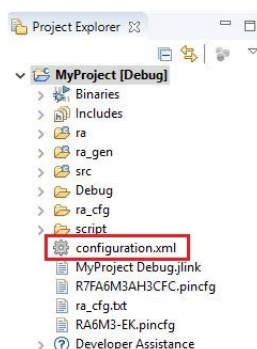 Project Explorer
MyProject [Debug]
Binaries
Includes
ra
ra_gen
src
Debug
ra_cfg
script
configuration.xml
MyProject Debug.jlink
R7FA6M3AH3CFC.pincfg
ra_cfg.txt
RA6M3-EK.pincfg
Developer Assistance